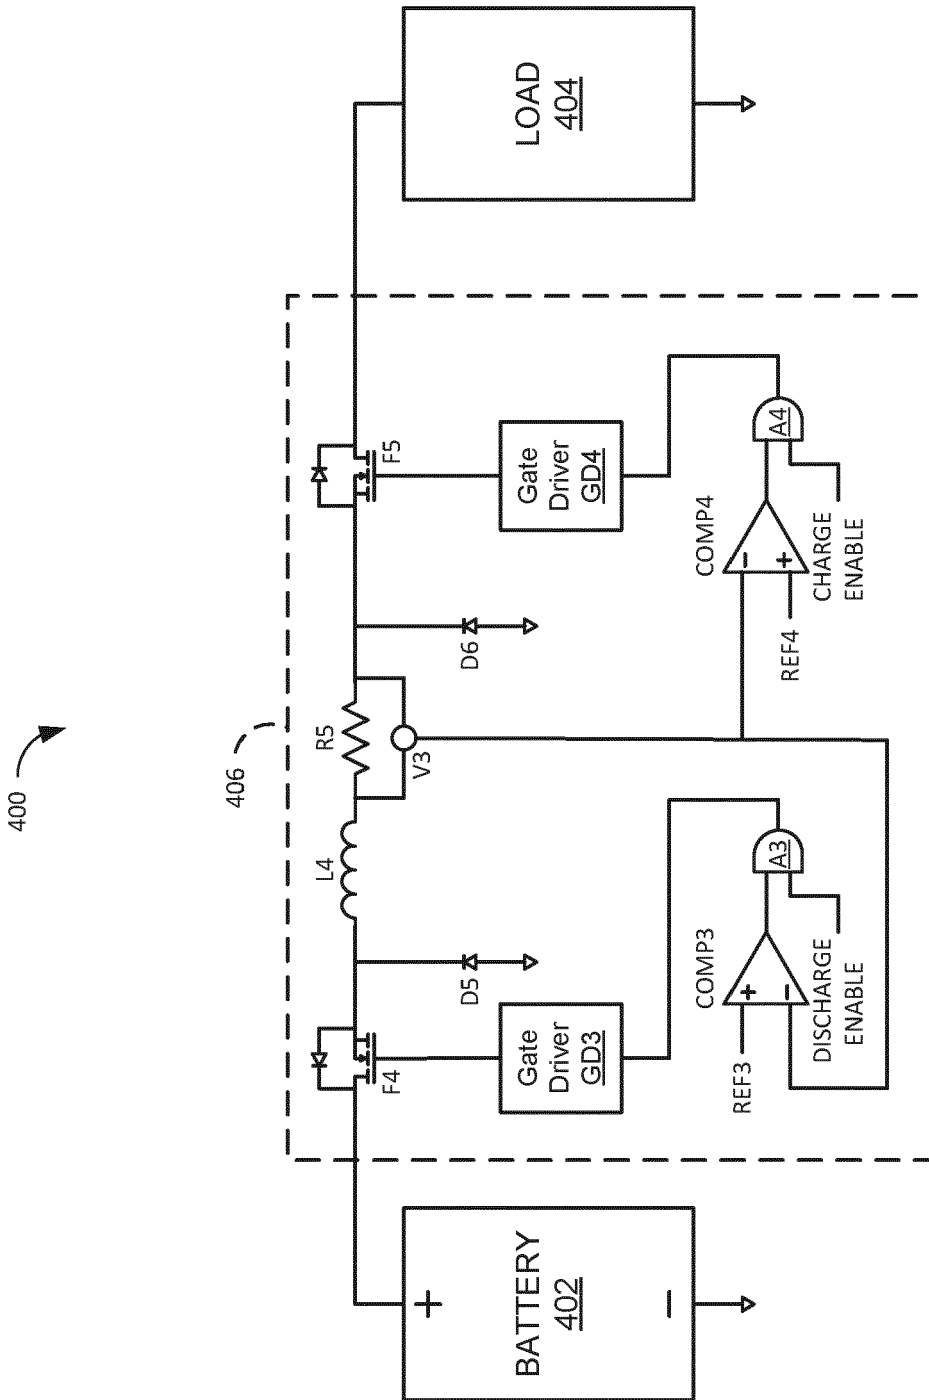 400
406
BATTERY
402
+
−
F4
D5
L4
R5
V3
D6
F5
Gate
Driver
GD3
Gate
Driver
GD4
COMP3
REF3
+
−
A3
DISCHARGE
ENABLE
COMP4
REF4
−
+
A4
CHARGE
ENABLE
LOAD
404